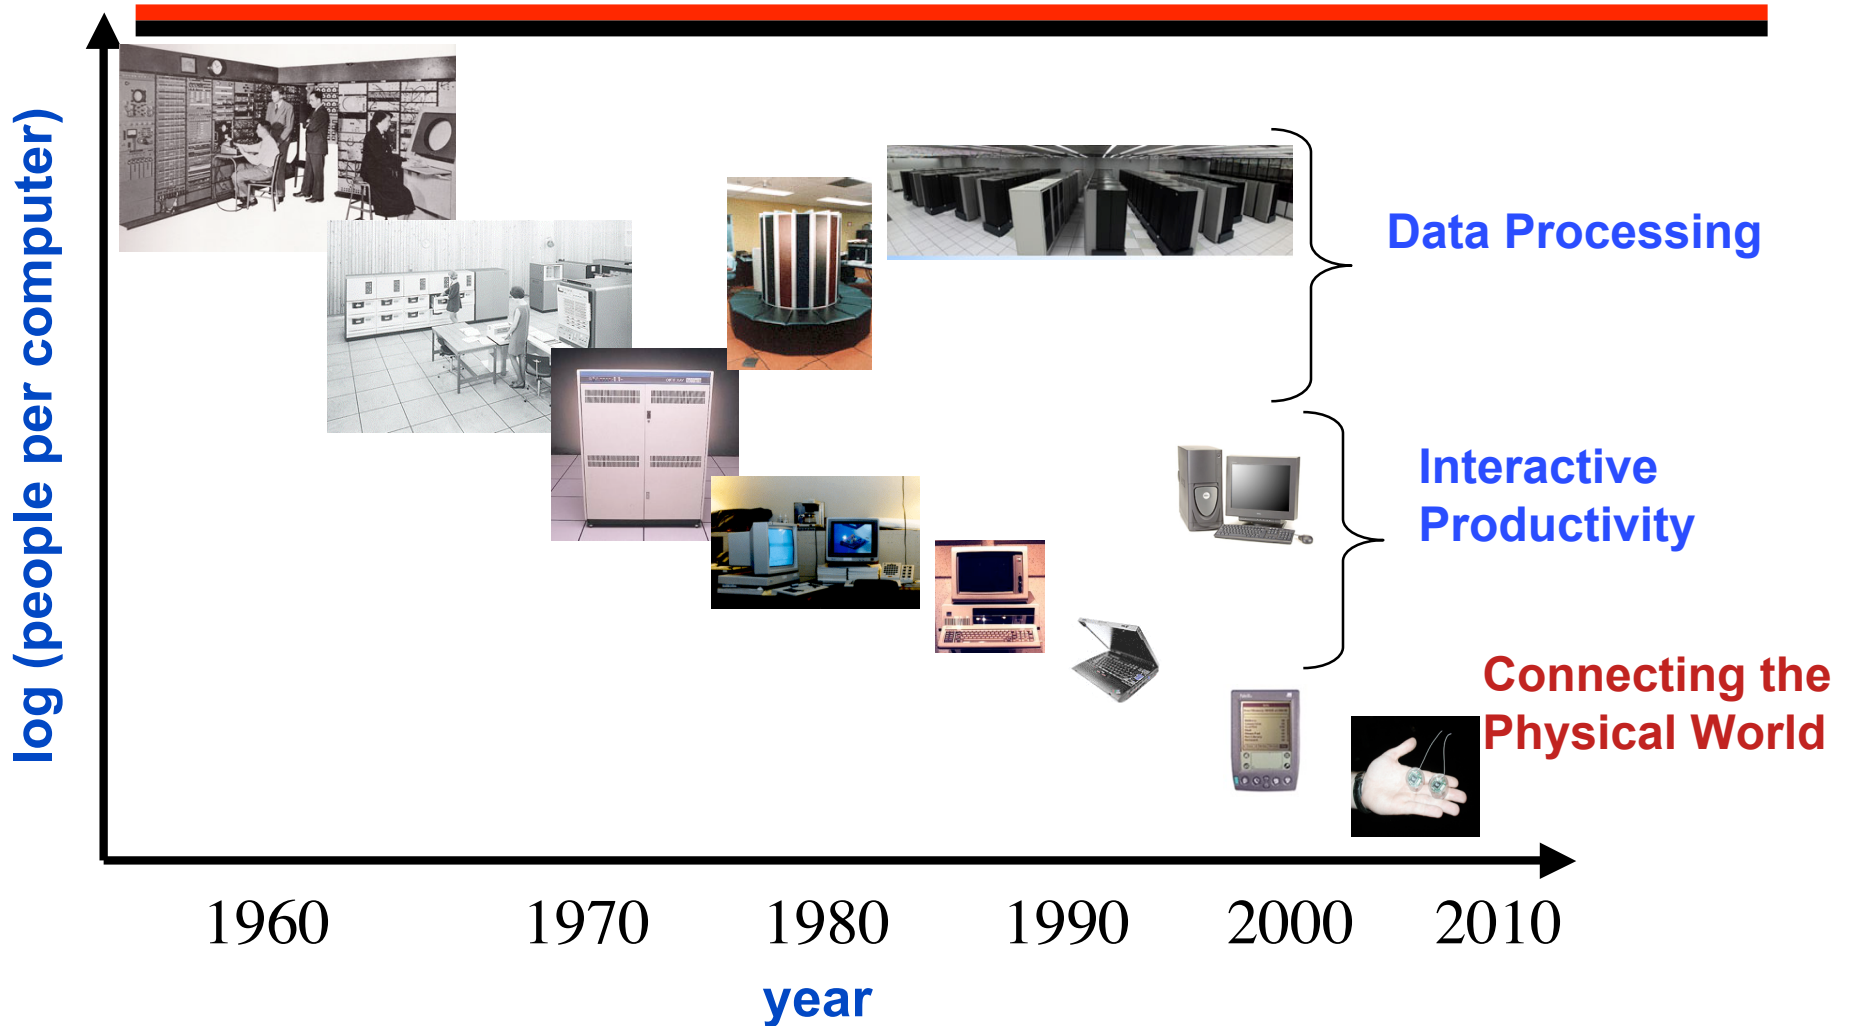 log (people per computer)
Data Processing
Interactive
Productivity
Connecting the
Physical World
1960 1970 1980 1990 2000 2010
year